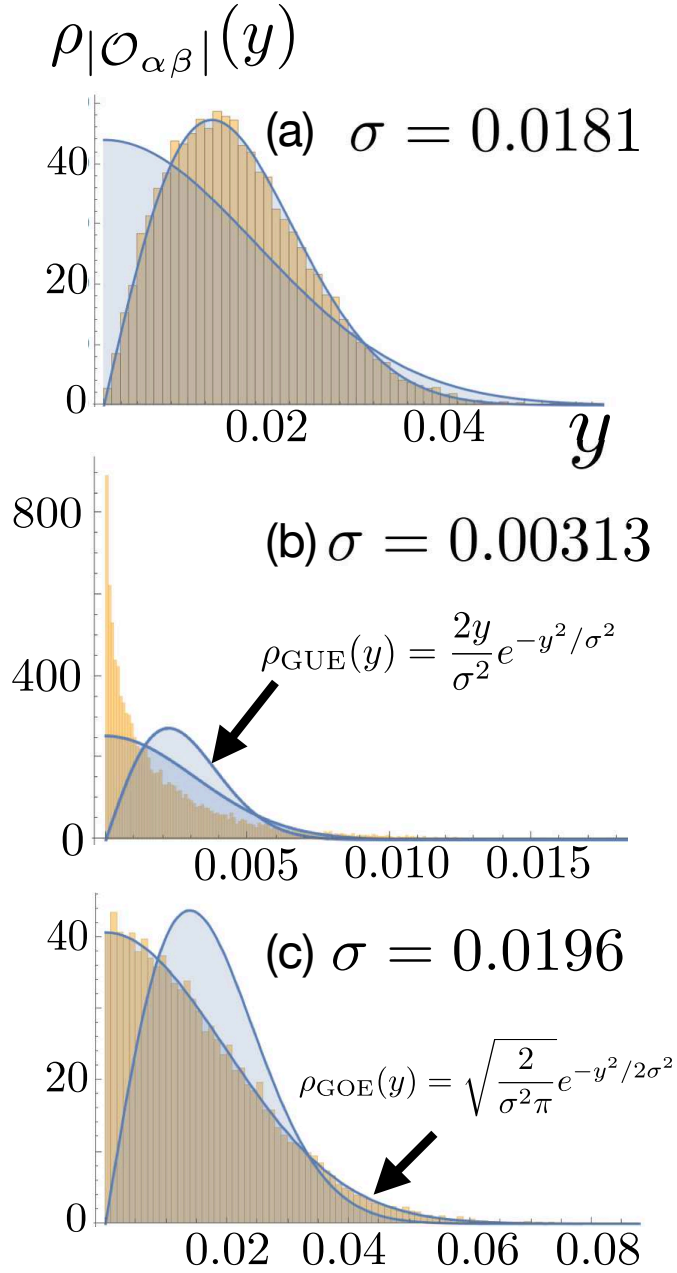 ρ|𝒪αβ|(y)
(a) σ = 0.0181
40
20
0
0.02 0.04 y
800
(b) σ = 0.00313
ρGUE(y) = 2y/σ² e^{-y²/σ²}
400
0
0.005 0.010 0.015
40
(c) σ = 0.0196
ρGOE(y) = √(2/σ²π) e^{-y²/2σ²}
20
0
0.02 0.04 0.06 0.08